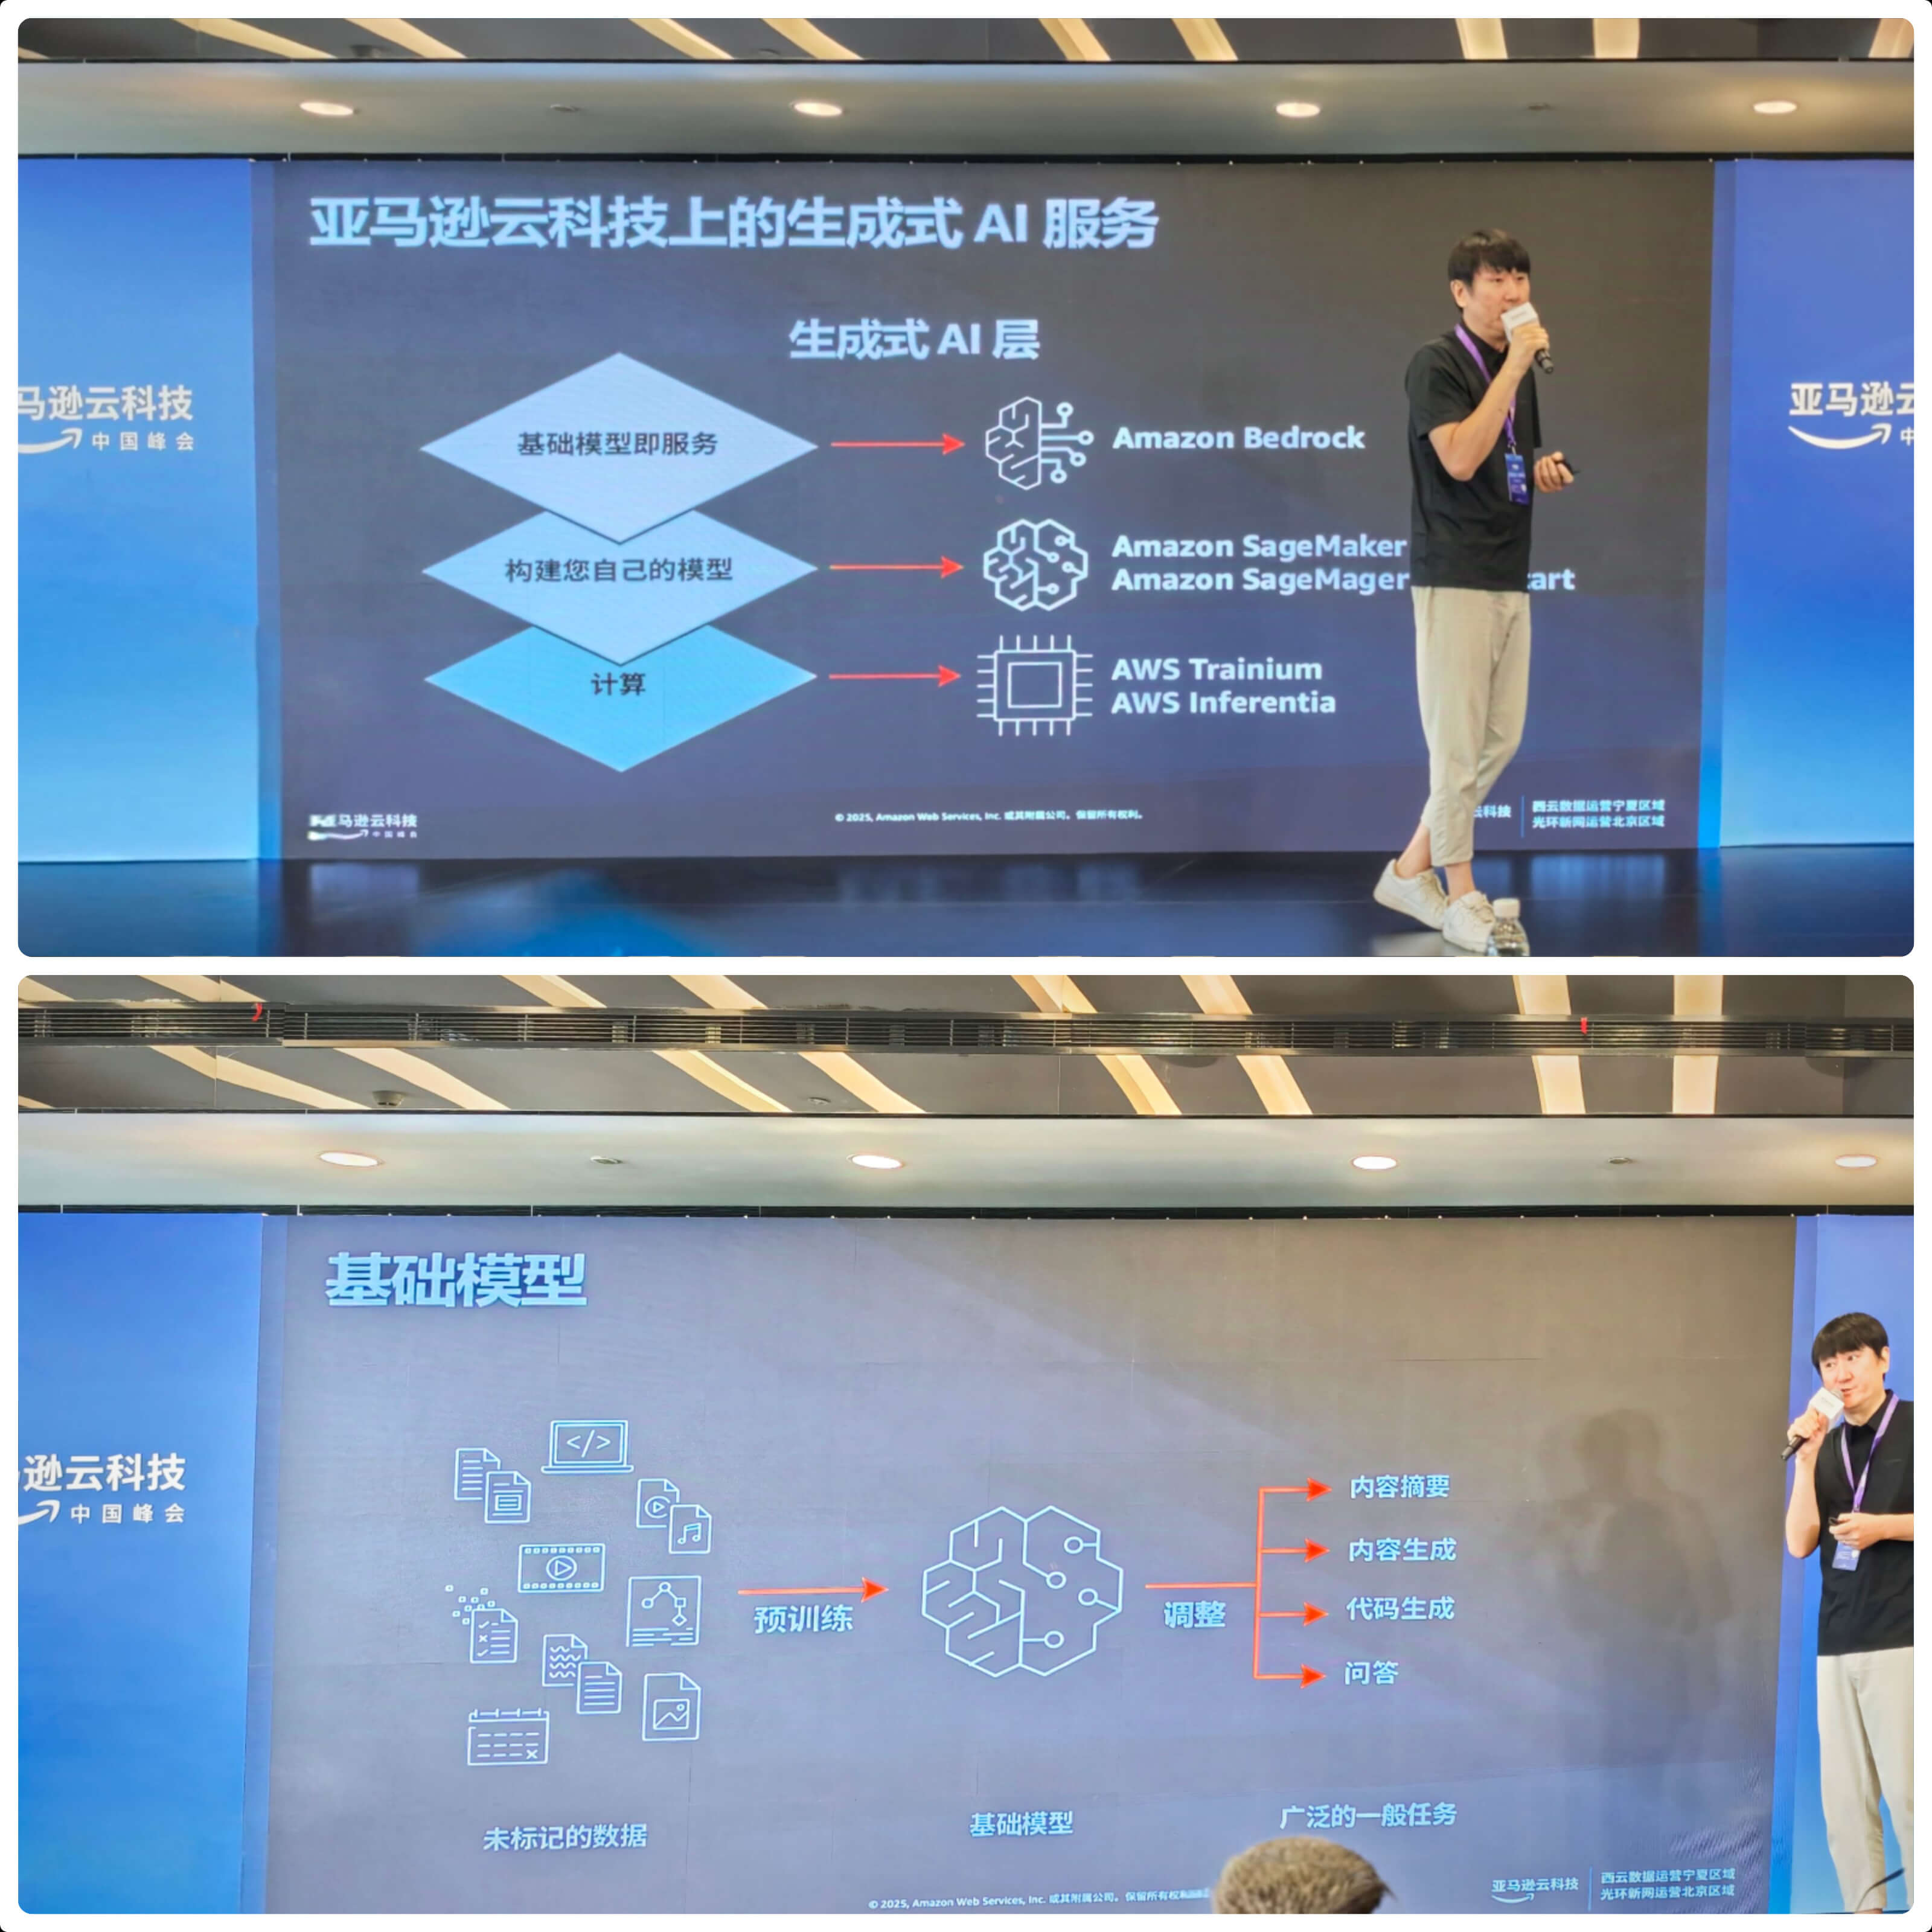 亚马逊云科技上的生成式 AI 服务
生成式 AI 层
基础模型即服务
Amazon Bedrock
构建您自己的模型
Amazon SageMaker
Amazon SageMager
art
计算
AWS Trainium
AWS Inferentia
马逊云科技
中国峰会
亚马逊云
中
马逊云科技
中国峰会
© 2025, Amazon Web Services, Inc. 或其附属公司。保留所有权利。
云科技
西云数据运营宁夏区域
光环新网运营北京区域
基础模型
</>
预训练
调整
内容摘要
内容生成
代码生成
问答
未标记的数据
基础模型
广泛的一般任务
逊云科技
中国峰会
© 2025, Amazon Web Services, Inc. 或其附属公司。保留所有权
亚马逊云科技
西云数据运营宁夏区域
光环新网运营北京区域